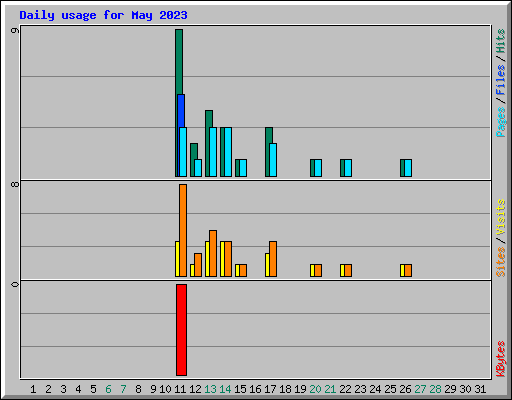 Daily usage for May 2023
9
Pages/Files/Hits
8
Sites/Visits
0
KBytes
1 2 3 4 5 6 7 8 9 10 11 12 13 14 15 16 17 18 19 20 21 22 23 24 25 26 27 28 29 30 31